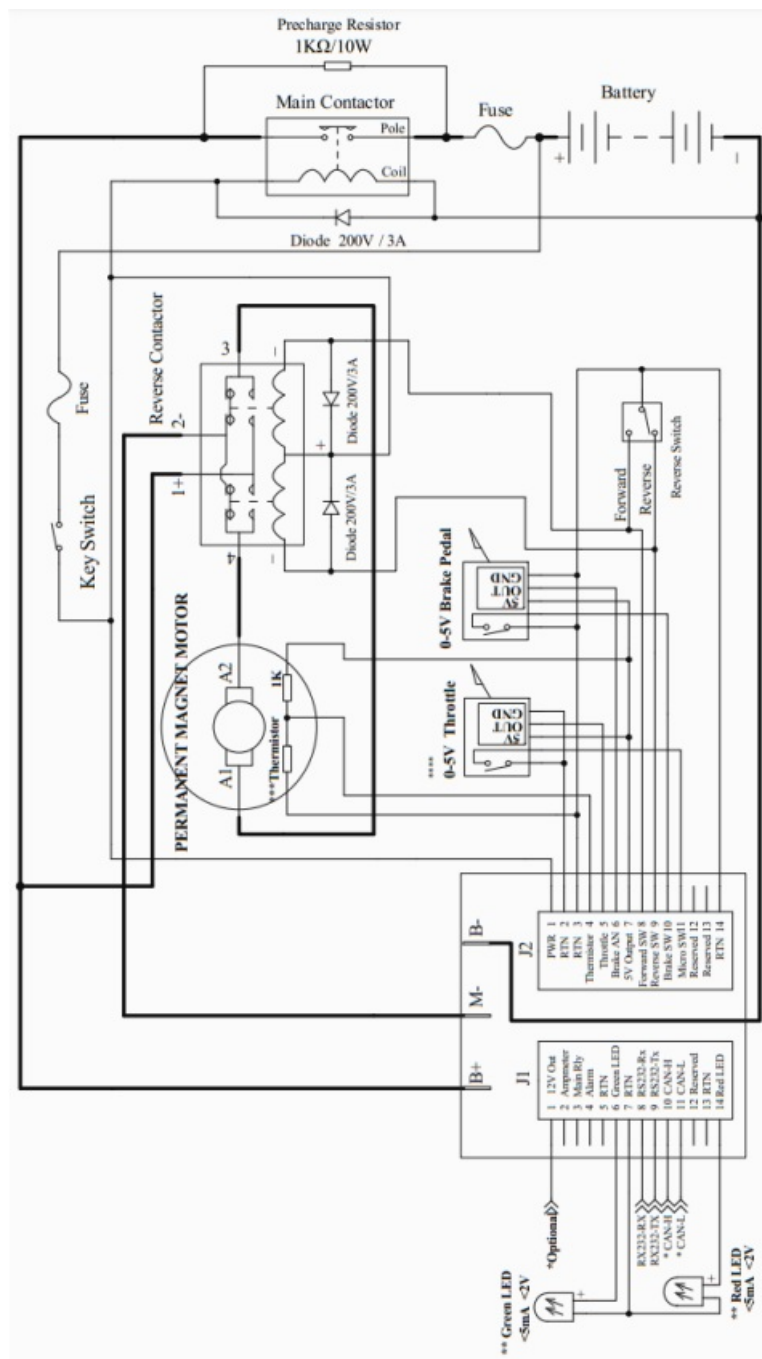 Precharge Resistor
1KΩ/10W
Main Contactor
Pole
Coil
Fuse
Battery
+
−
Diode 200V / 3A
Reverse Contactor
3
−
2-
1+
+
4
−
Diode 200V/3A
Diode 200V/3A
Fuse
Key Switch
Forward
Reverse
Reverse Switch
0-5V Brake Pedal
GND
OUT
5V
PERMANENT MAGNET MOTOR
A2
A1
1K
***Thermistor
****
0-5V Throttle
GND
OUT
5V
B-
M-
B+
J2
PWR 1
RTN 2
RTN 3
Thermistor 4
Throttle 5
Brake AN 6
5V Output 7
Forward SW 8
Reverse SW 9
Brake SW 10
Micro SW11
Reserved 12
Reserved 13
RTN 14
J1
1 12V Out
2 Ampmeter
3 Main Rly
4 Alarm
5 RTN
6 Green LED
7 RTN
8 RS232-Rx
9 RS232-Tx
10 CAN-H
11 CAN-L
12 Reserved
13 RTN
14 Red LED
*Optional
RX232-RX
RX232-TX
* CAN-H
* CAN-L
** Green LED
<5mA <2V
+
** Red LED
<5mA <2V
+